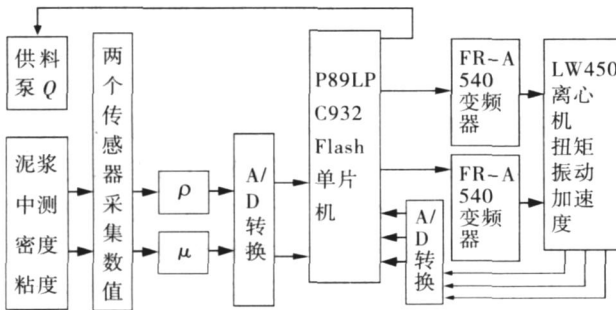 供料
泵Q
泥浆
中测
密度
粘度
两个传感器采集数值
ρ
μ
A/D转换
P89LP
C932
Flash
单片
机
FR~A
540
变频
器
FR~A
540
变频
器
A/D转换
LW450
离心
机
扭矩
振动
加速
度